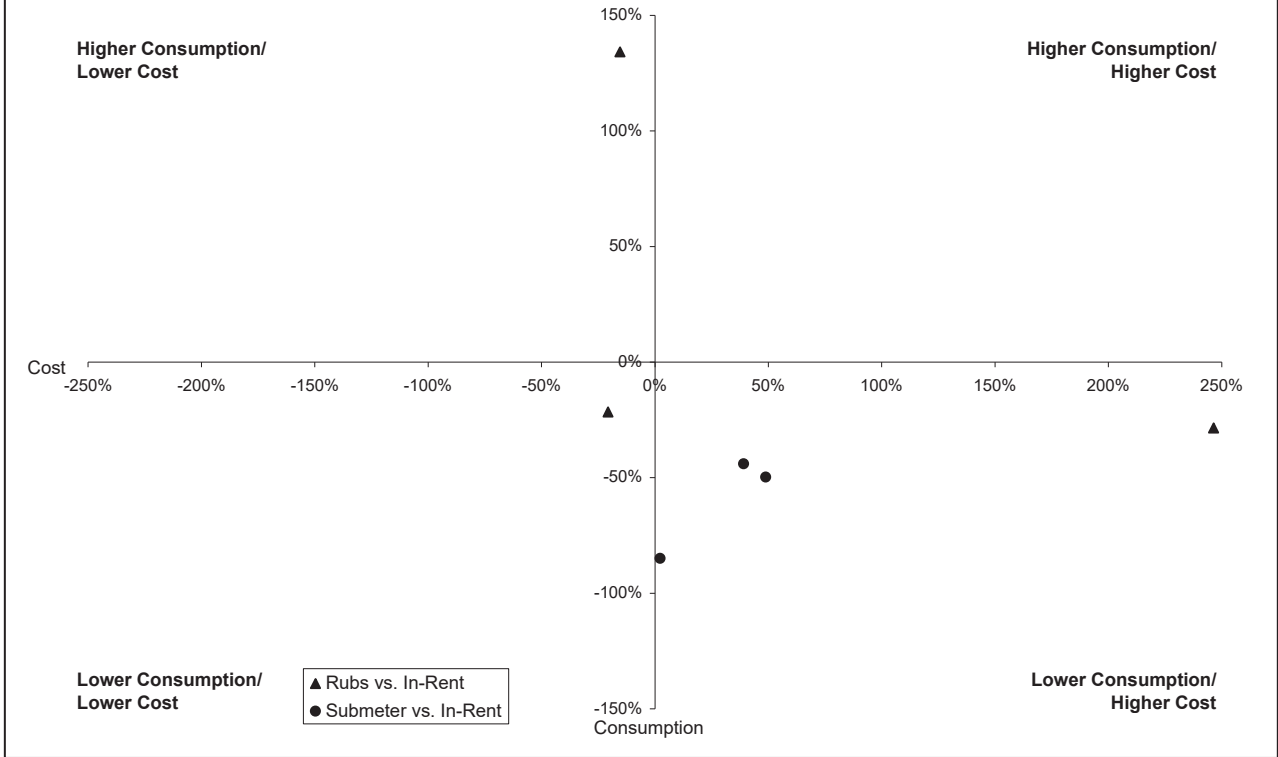 150%
Higher Consumption/
Lower Cost
Higher Consumption/
Higher Cost
100%
50%
0%
Cost
-250% -200% -150% -100% -50% 0% 50% 100% 150% 200% 250%
-50%
-100%
Lower Consumption/
Lower Cost
Rubs vs. In-Rent
Submeter vs. In-Rent
Lower Consumption/
Higher Cost
-150%
Consumption